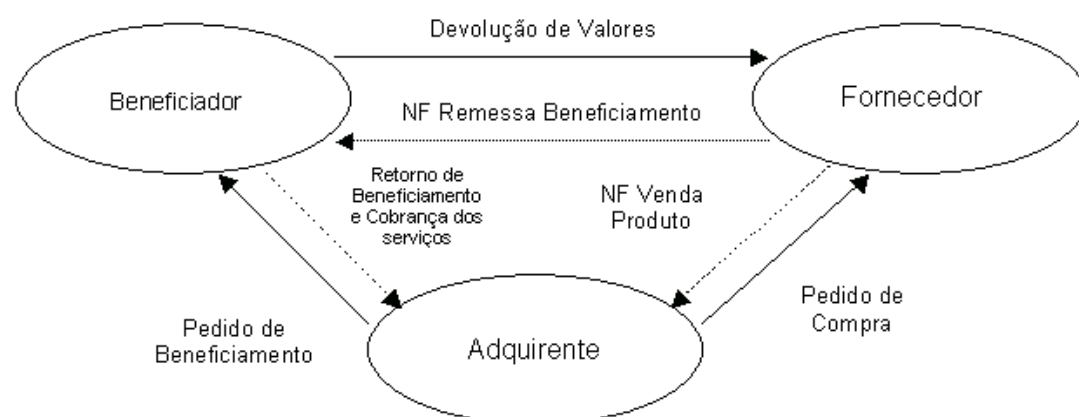 Devolução de Valores
Beneficiador
Fornecedor
NF Remessa Beneficiamento
Retorno de
Beneficiamento
e Cobrança dos
serviços
NF Venda
Produto
Pedido de
Compra
Pedido de
Beneficiamento
Adquirente